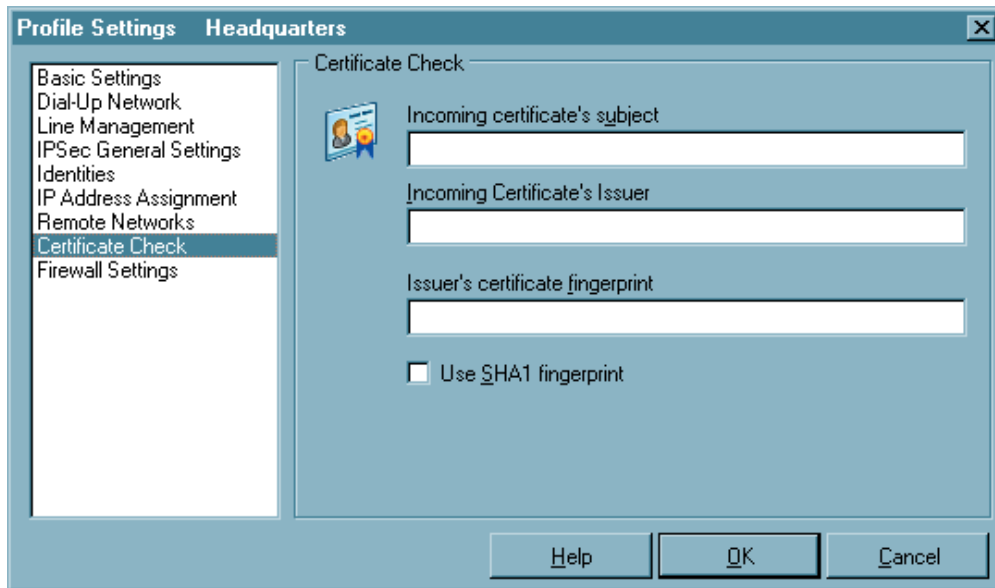 Profile Settings Headquarters
Basic Settings
Dial-Up Network
Line Management
IPSec General Settings
Identities
IP Address Assignment
Remote Networks
Certificate Check
Firewall Settings
Certificate Check
Incoming certificate's subject
Incoming Certificate's Issuer
Issuer's certificate fingerprint
Use SHA1 fingerprint
Help OK Cancel